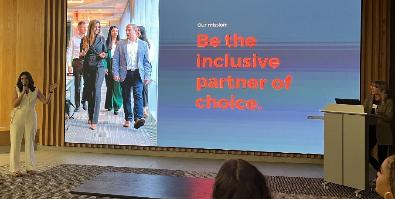 Our mission:
Be the
inclusive
partner of
choice.